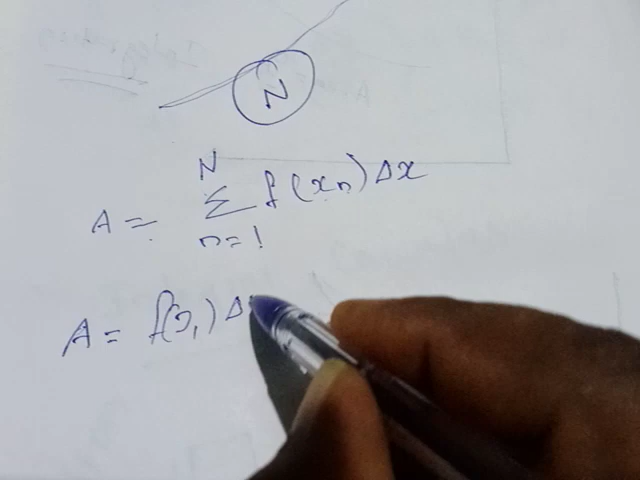 N
N
A = Σ f(xₙ) Δx
n=1
A = f(x₁) Δ